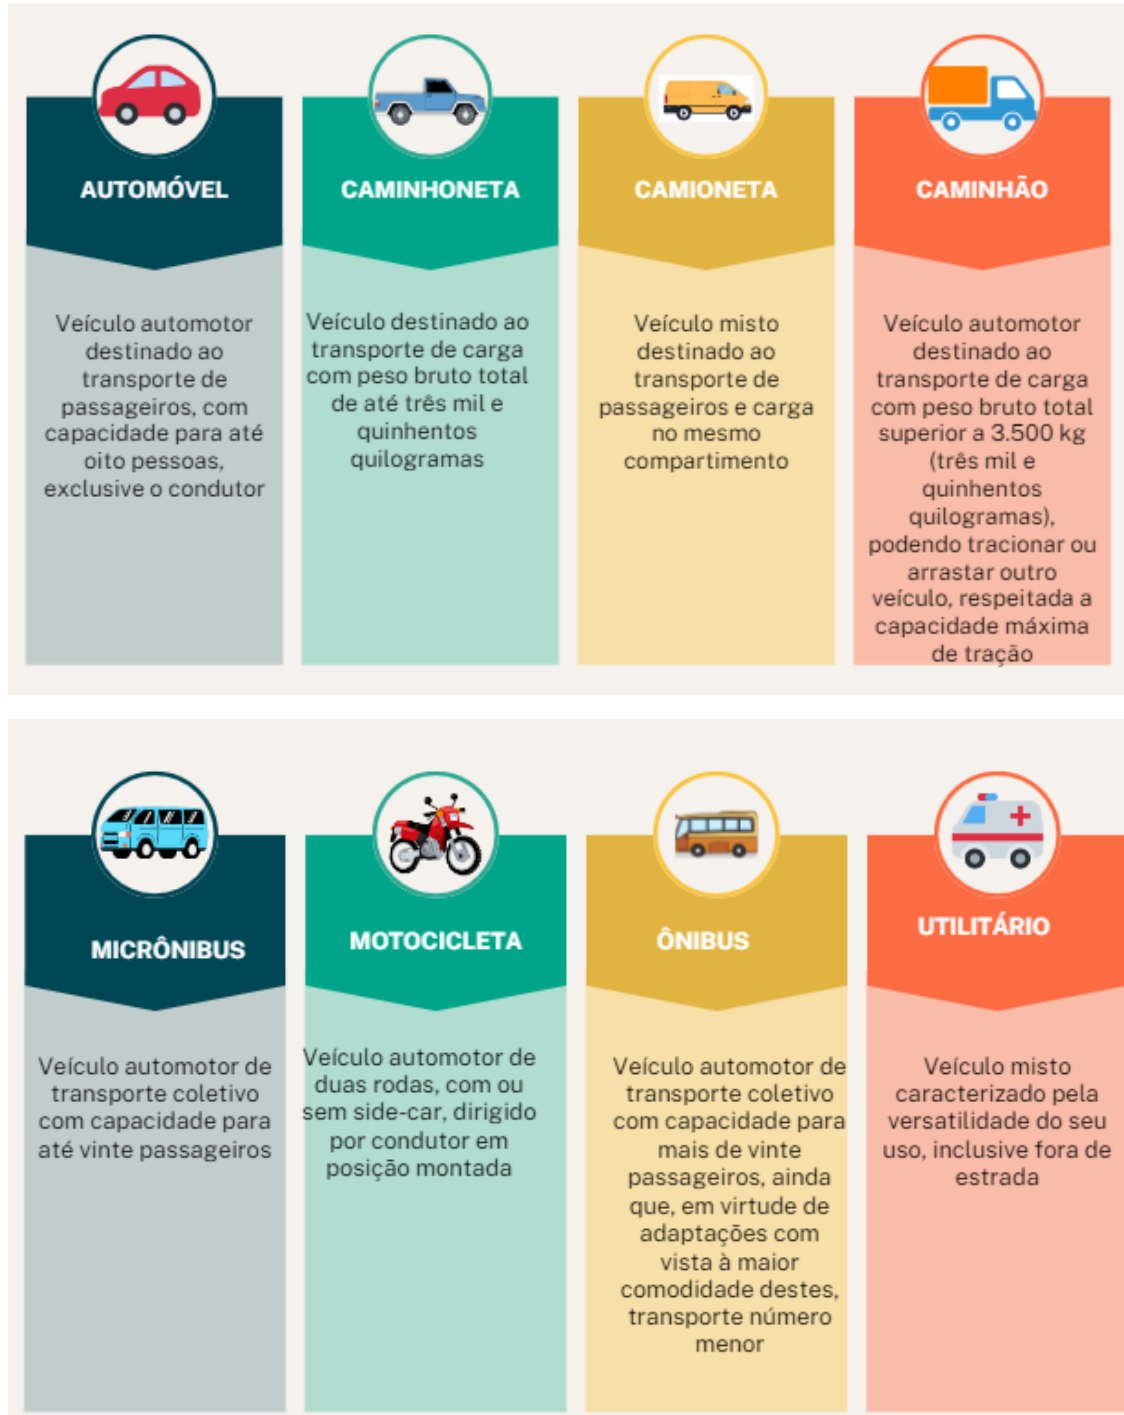 AUTOMÓVEL
Veículo automotor
destinado ao
transporte de
passageiros, com
capacidade para até
oito pessoas,
exclusive o condutor
CAMINHONETA
Veículo destinado ao
transporte de carga
com peso bruto total
de até três mil e
quinhentos
quilogramas
CAMIONETA
Veículo misto
destinado ao
transporte de
passageiros e carga
no mesmo
compartimento
CAMINHÃO
Veículo automotor
destinado ao
transporte de carga
com peso bruto total
superior a 3.500 kg
(três mil e
quinhentos
quilogramas),
podendo tracionar ou
arrastar outro
veículo, respeitada a
capacidade máxima
de tração
MICRÔNIBUS
Veículo automotor de
transporte coletivo
com capacidade para
até vinte passageiros
MOTOCICLETA
Veículo automotor de
duas rodas, com ou
sem side-car, dirigido
por condutor em
posição montada
ÔNIBUS
Veículo automotor de
transporte coletivo
com capacidade para
mais de vinte
passageiros, ainda
que, em virtude de
adaptações com
vista à maior
comodidade destes,
transporte número
menor
UTILITÁRIO
Veículo misto
caracterizado pela
versatilidade do seu
uso, inclusive fora de
estrada